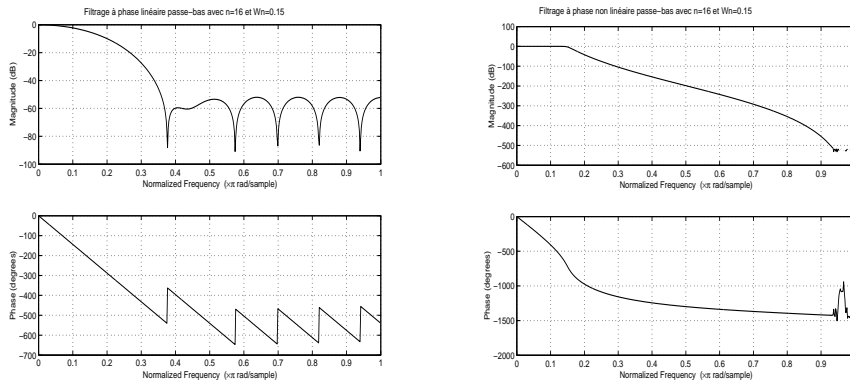 Filtrage à phase linéaire passe−bas avec n=16 et Wn=0.15
0
−20
−40
−60
−80
−100
Magnitude (dB)
0 0.1 0.2 0.3 0.4 0.5 0.6 0.7 0.8 0.9 1
Normalized Frequency (×π rad/sample)
0
−100
−200
−300
−400
−500
−600
−700
Phase (degrees)
0 0.1 0.2 0.3 0.4 0.5 0.6 0.7 0.8 0.9 1
Normalized Frequency (×π rad/sample)
Filtrage à phase non linéaire passe−bas avec n=16 et Wn=0.15
100
0
−100
−200
−300
−400
−500
−600
Magnitude (dB)
0 0.1 0.2 0.3 0.4 0.5 0.6 0.7 0.8 0.9
Normalized Frequency (×π rad/sample)
0
−500
−1000
−1500
−2000
Phase (degrees)
0 0.1 0.2 0.3 0.4 0.5 0.6 0.7 0.8 0.9
Normalized Frequency (×π rad/sample)